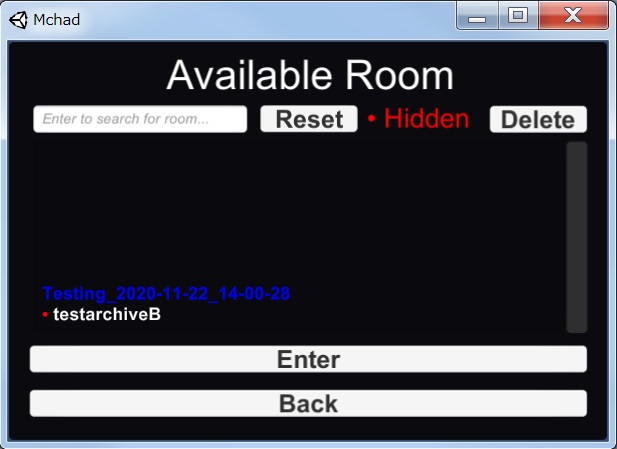 Mchad
Available Room
Enter to search for room... Reset • Hidden Delete
Testing_2020-11-22_14-00-28
• testarchiveB
Enter
Back